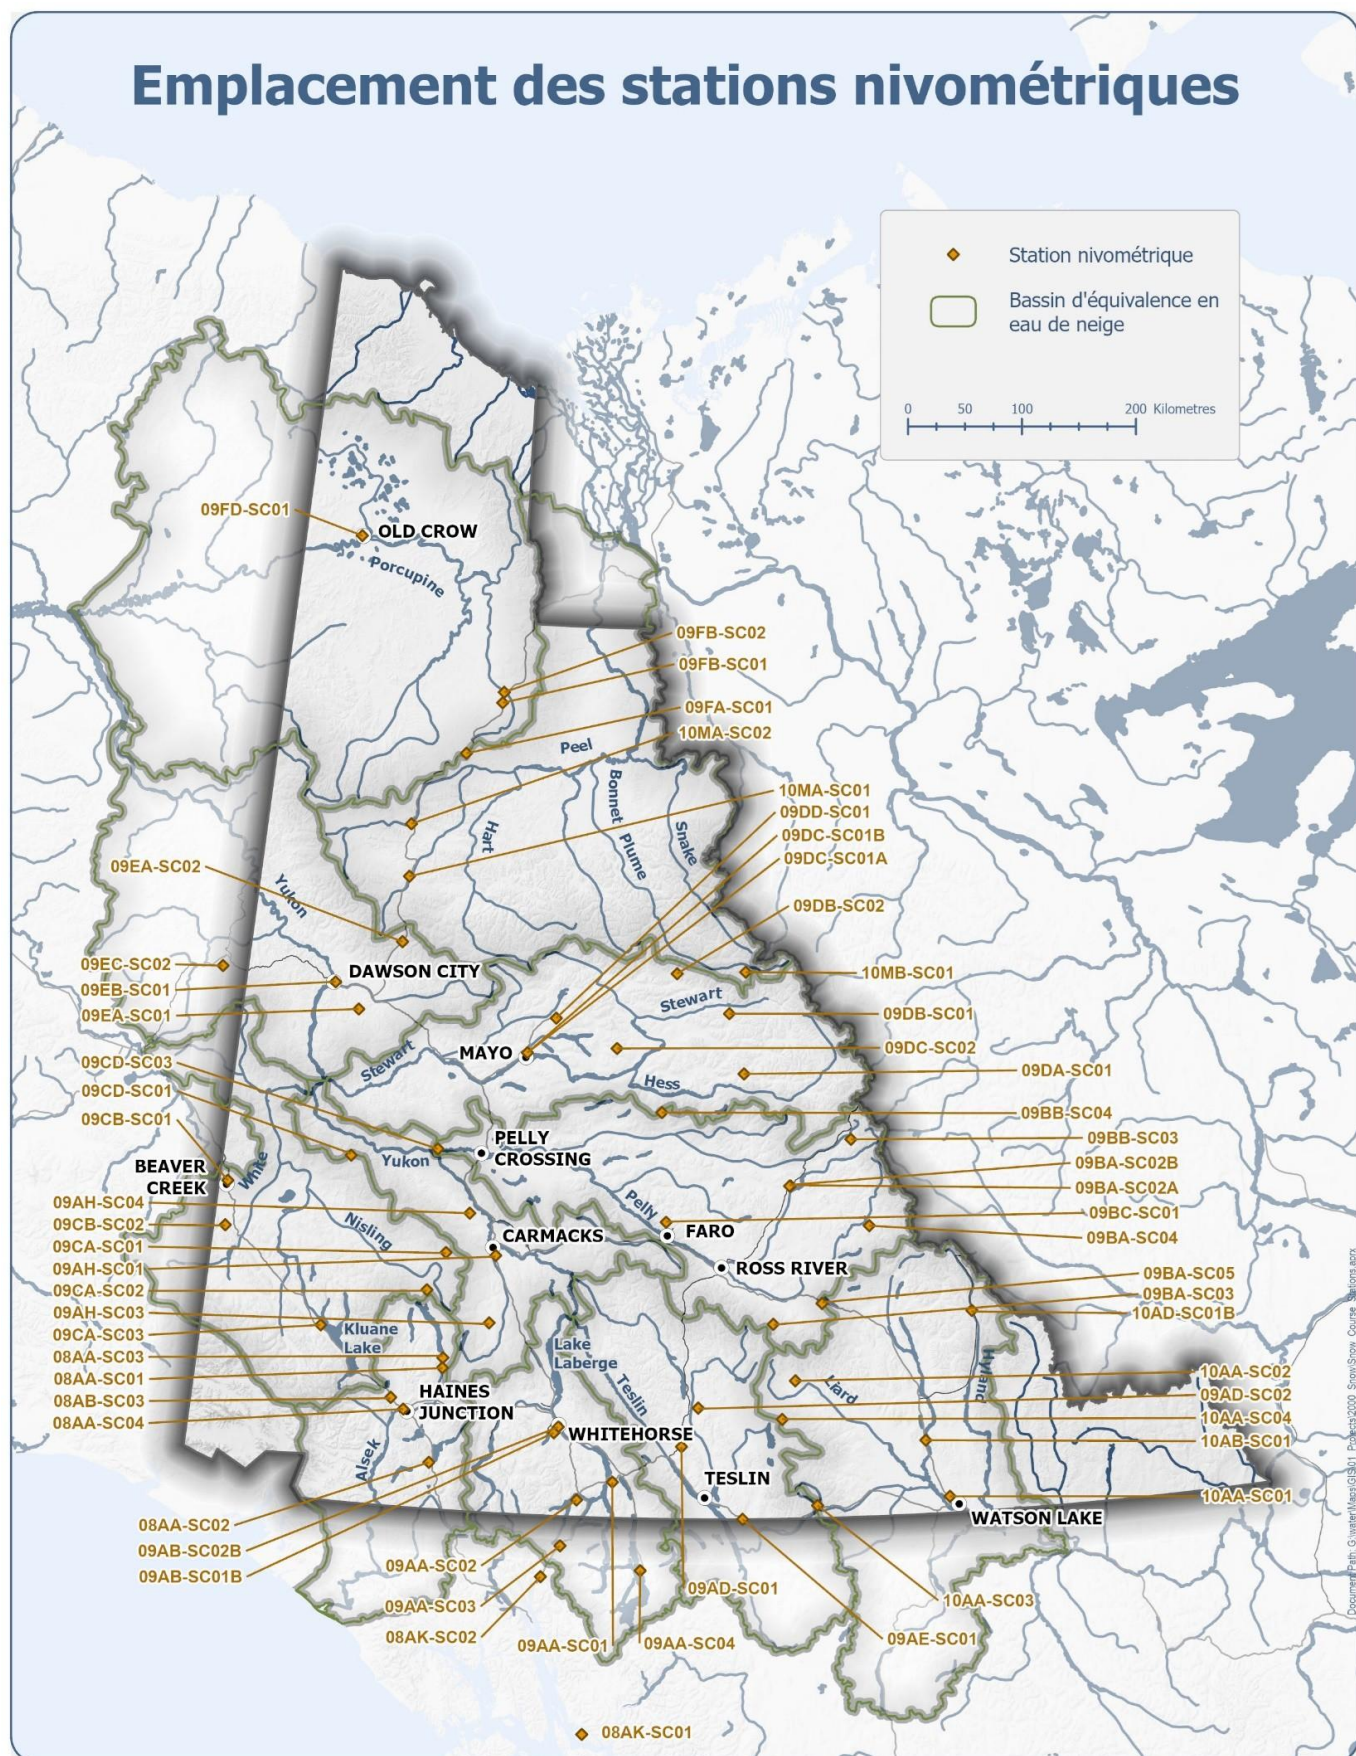 Emplacement des stations nivométriques
Station nivométrique
Bassin d'équivalence en
eau de neige
0 50 100 200 Kilometres
09FD-SC01
OLD CROW
Porcupine
09FB-SC02
09FB-SC01
09FA-SC01
10MA-SC02
Peel
10MA-SC01
09DD-SC01
09DC-SC01B
09DC-SC01A
Bonnet Plume
Hart
Snake
09EA-SC02
Yukon
09DB-SC02
09EC-SC02
DAWSON CITY
10MB-SC01
09EB-SC01
Stewart
09EA-SC01
09DB-SC01
09CD-SC03
MAYO
09DC-SC02
Stewart
Hess
09DA-SC01
09CD-SC01
09BB-SC04
09CB-SC01
PELLY
CROSSING
09BB-SC03
Yukon
BEAVER
CREEK
White
09BA-SC02B
09BA-SC02A
09AH-SC04
Pelly
09BC-SC01
09CB-SC02
Nisling
CARMACKS
FARO
09BA-SC04
09CA-SC01
09AH-SC01
ROSS RIVER
09BA-SC05
09CA-SC02
09BA-SC03
09AH-SC03
10AD-SC01B
09CA-SC03
Kluane
Lake
Lake
Laberge
08AA-SC03
Hyland
08AA-SC01
10AA-SC02
Teslin
Liard
08AB-SC03
HAINES
JUNCTION
09AD-SC02
08AA-SC04
10AA-SC04
WHITEHORSE
10AB-SC01
Alsek
TESLIN
10AA-SC01
WATSON LAKE
08AA-SC02
09AB-SC02B
09AA-SC02
09AB-SC01B
09AD-SC01
10AA-SC03
09AA-SC03
08AK-SC02
09AA-SC01
09AA-SC04
09AE-SC01
08AK-SC01